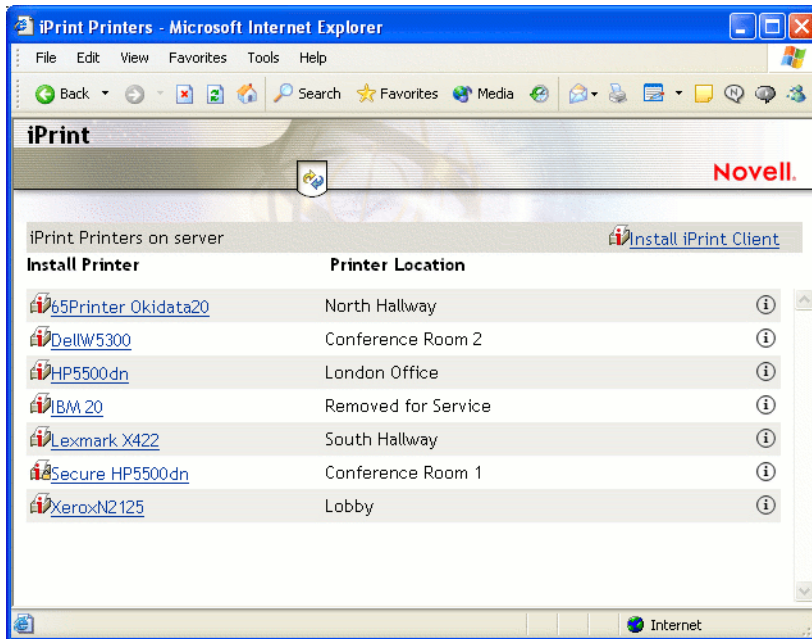 iPrint Printers - Microsoft Internet Explorer
File Edit View Favorites Tools Help
Back Search Favorites Media
iPrint
Novell.
iPrint Printers on server Install iPrint Client
Install Printer Printer Location
65Printer Okidata20 North Hallway
DellW5300 Conference Room 2
HP5500dn London Office
IBM 20 Removed for Service
Lexmark X422 South Hallway
Secure HP5500dn Conference Room 1
XeroxN2125 Lobby
Internet